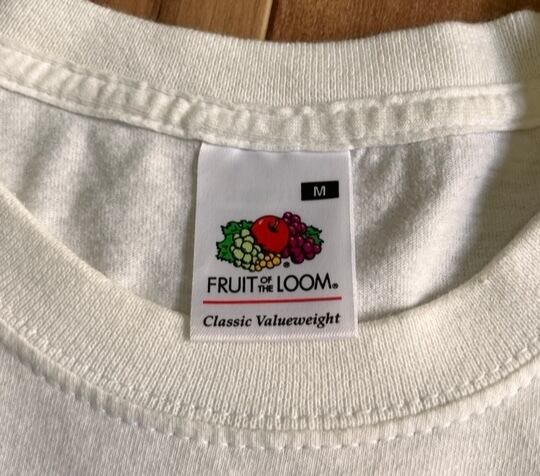 M
FRUIT OF THE LOOM®
Classic Valueweight